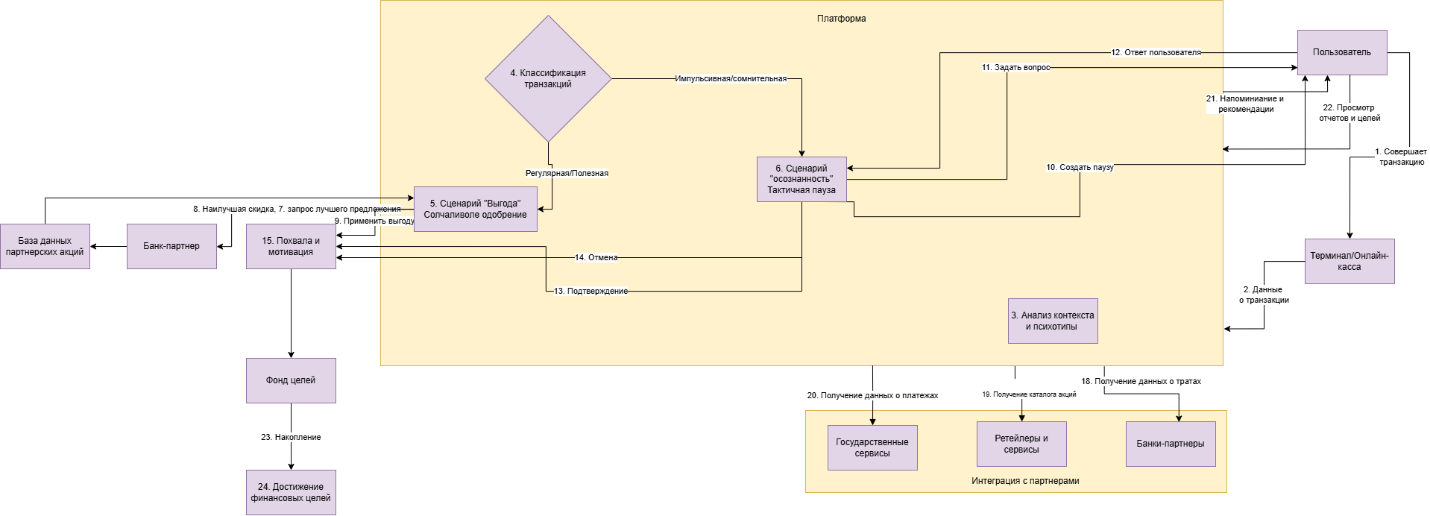 Платформа
12. Ответ пользователя
Пользователь
11. Задать вопрос
4. Классификация
транзакций
Импульсивная/сомнительная
21. Напоминиание и
рекомендации
22. Просмотр
отчетов и целей
1. Совершает
транзакцию
10. Создать паузу
6. Сценарий
"осознанность"
Тактичная пауза
Регулярная/Полезная
5. Сценарий "Выгода"
Солчаливоле одобрение
8. Наилучшая скидка, 7. запрос лучшего предложения
9. Применить выгоду
База данных
партнерских акций
Банк-партнер
15. Похвала и
мотивация
14. Отмена
13. Подтверждение
Терминал/Онлайн-
касса
2. Данные
о транзакции
3. Анализ контекста
и психотипы
Фонд целей
18. Получение данных о тратах
20. Получение данных о платежах
19. Получение каталога акций
23. Накопление
Государственные
сервисы
Ретейлеры и
сервисы
Банки-партнеры
Интеграция с партнерами
24. Достижение
финансовых целей